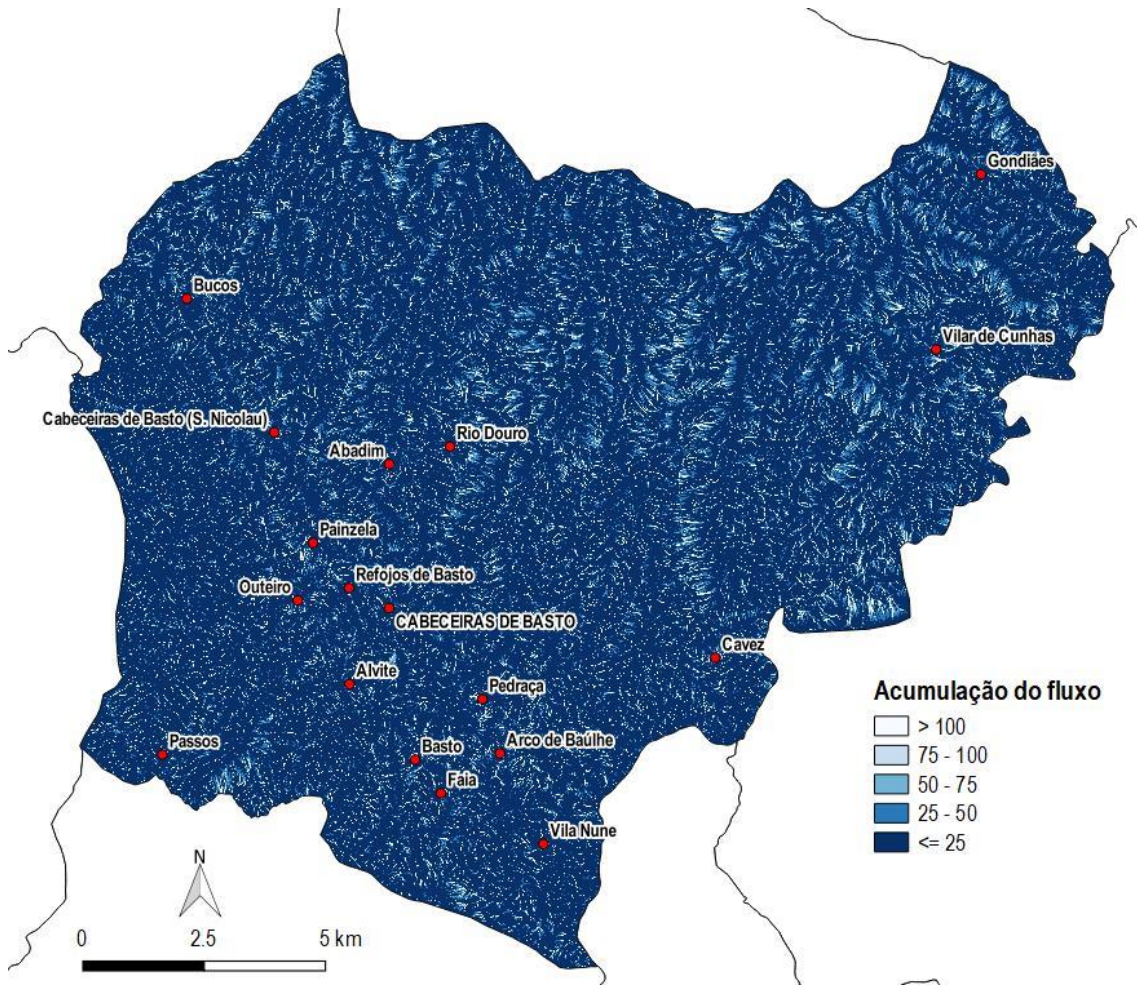 Gondiães
Bucos
Vilar de Cunhas
Cabeceiras de Basto (S. Nicolau)
Rio Douro
Abadim
Painzela
Refojos de Basto
Outeiro
CABECEIRAS DE BASTO
Cavez
Alvite
Pedraça
Passos
Basto
Arco de Baúlhe
Faia
Vila Nune
Acumulação do fluxo
> 100
75 - 100
50 - 75
25 - 50
<= 25
N
0 2.5 5 km